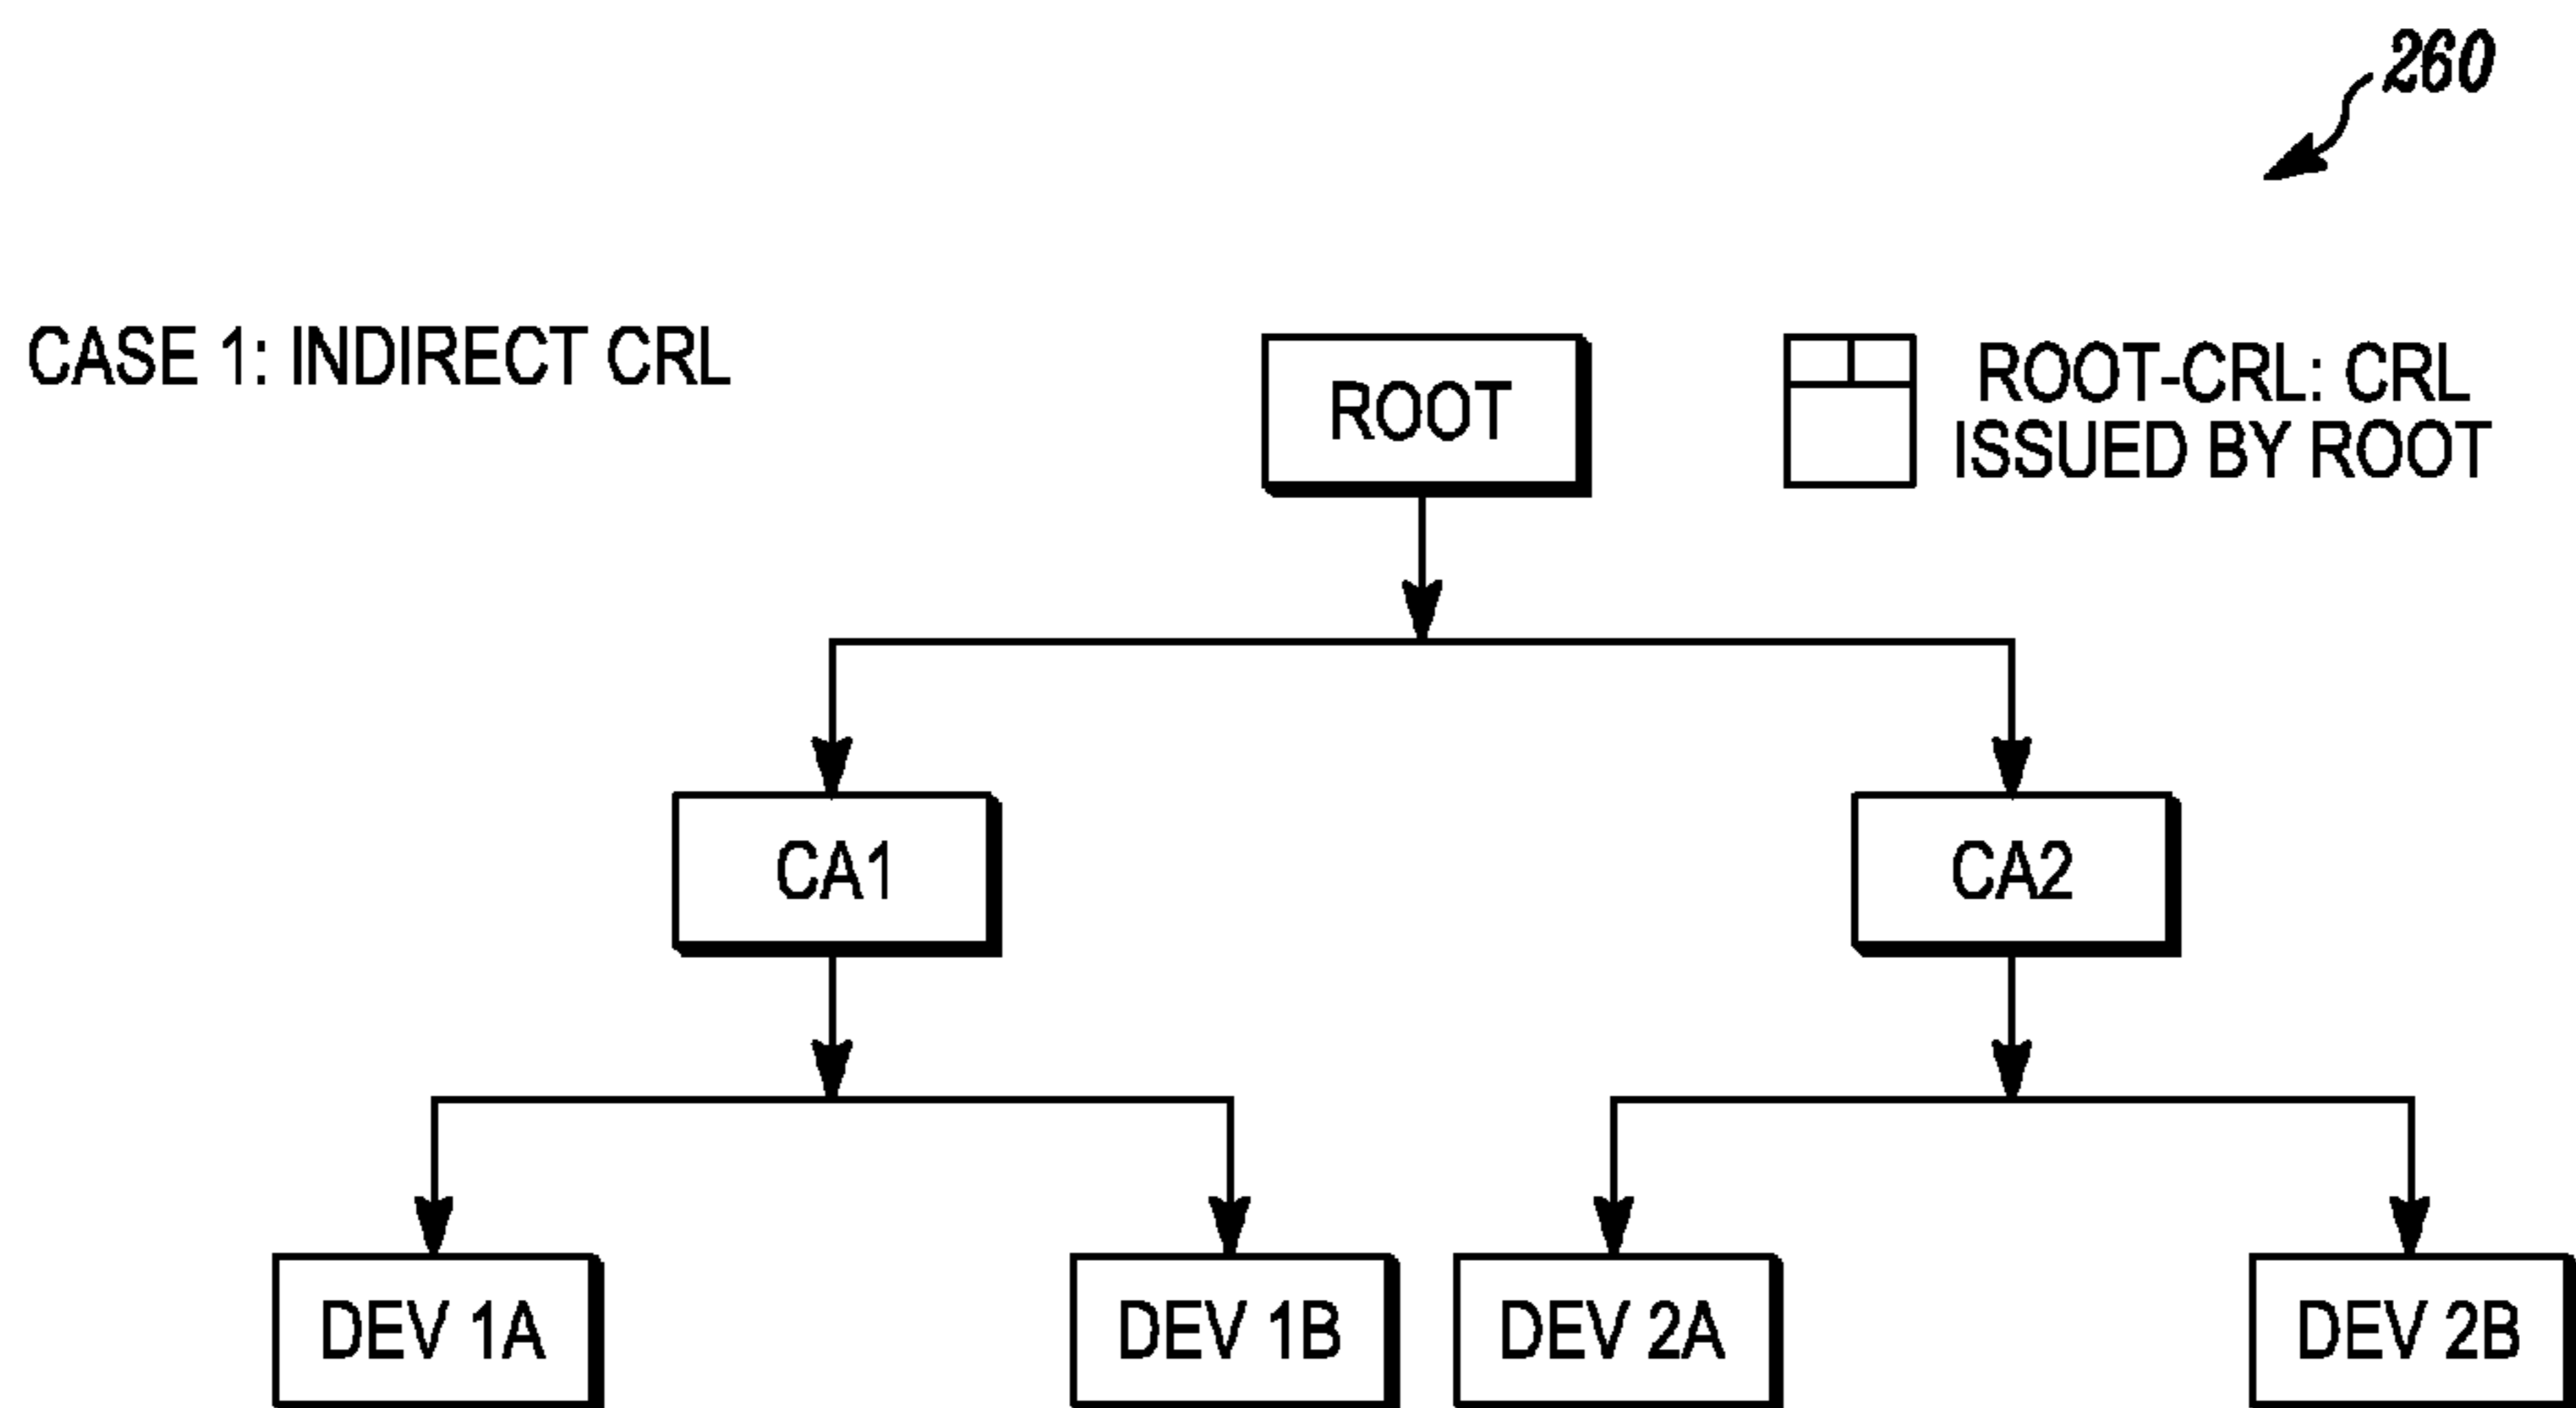 260
CASE 1: INDIRECT CRL
ROOT
ROOT-CRL: CRL
ISSUED BY ROOT
CA1
CA2
DEV 1A
DEV 1B
DEV 2A
DEV 2B